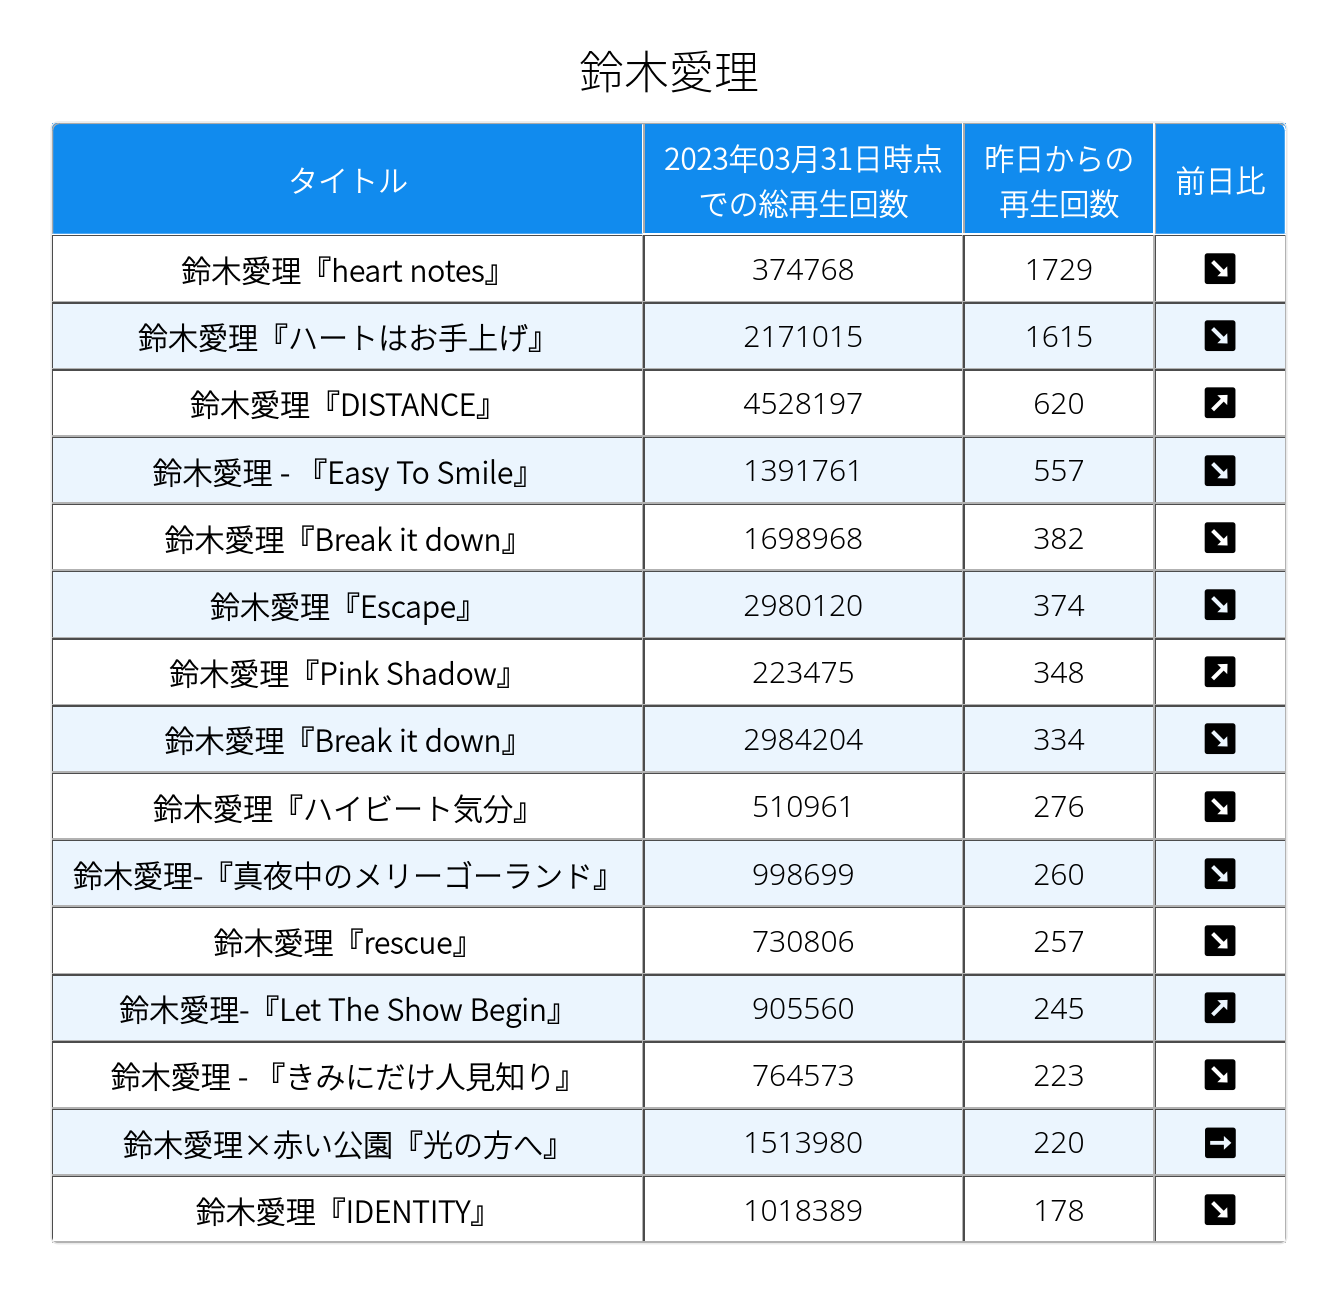 鈴木愛理
タイトル 2023年03月31日時点での総再生回数 昨日からの再生回数 前日比
鈴木愛理『heart notes』 374768 1729 ↘
鈴木愛理『ハートはお手上げ』 2171015 1615 ↘
鈴木愛理『DISTANCE』 4528197 620 ↗
鈴木愛理 - 『Easy To Smile』 1391761 557 ↘
鈴木愛理『Break it down』 1698968 382 ↘
鈴木愛理『Escape』 2980120 374 ↘
鈴木愛理『Pink Shadow』 223475 348 ↗
鈴木愛理『Break it down』 2984204 334 ↘
鈴木愛理『ハイビート気分』 510961 276 ↘
鈴木愛理-『真夜中のメリーゴーランド』 998699 260 ↘
鈴木愛理『rescue』 730806 257 ↘
鈴木愛理-『Let The Show Begin』 905560 245 ↗
鈴木愛理 - 『きみにだけ人見知り』 764573 223 ↘
鈴木愛理×赤い公園『光の方へ』 1513980 220 →
鈴木愛理『IDENTITY』 1018389 178 ↘